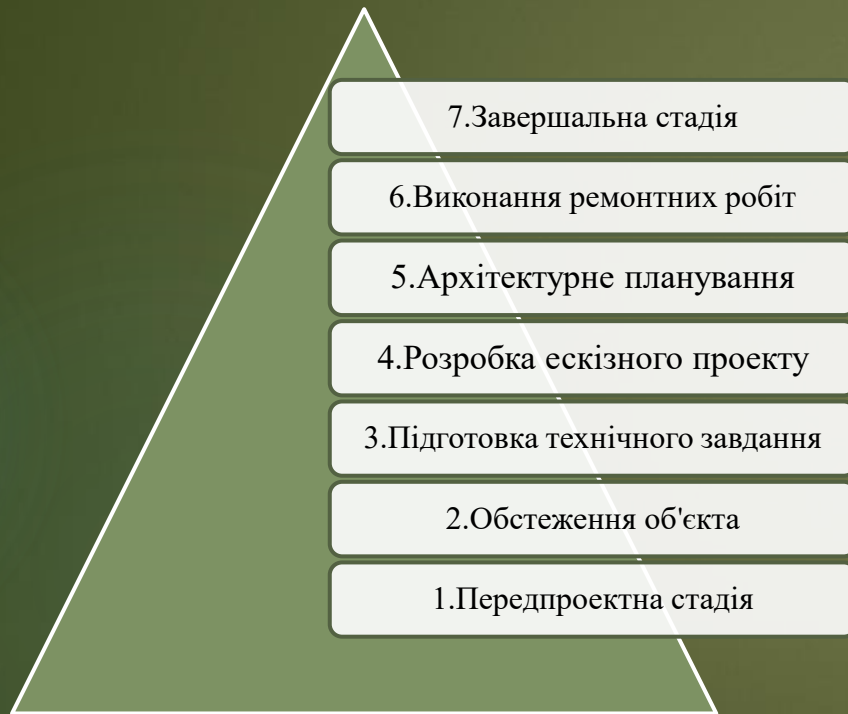 7.Завершальна стадія
6.Виконання ремонтних робіт
5.Архітектурне планування
4.Розробка ескізного проекту
3.Підготовка технічного завдання
2.Обстеження об'єкта
1.Передпроектна стадія